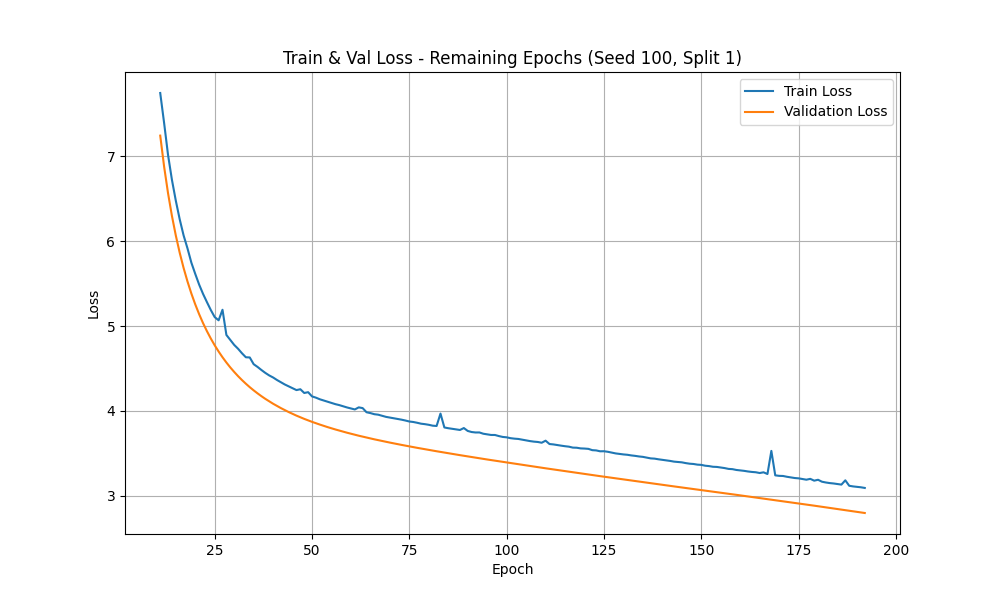 Train & Val Loss - Remaining Epochs (Seed 100, Split 1)
Train Loss
Validation Loss
7
6
5
4
3
Loss
25 50 75 100 125 150 175 200
Epoch